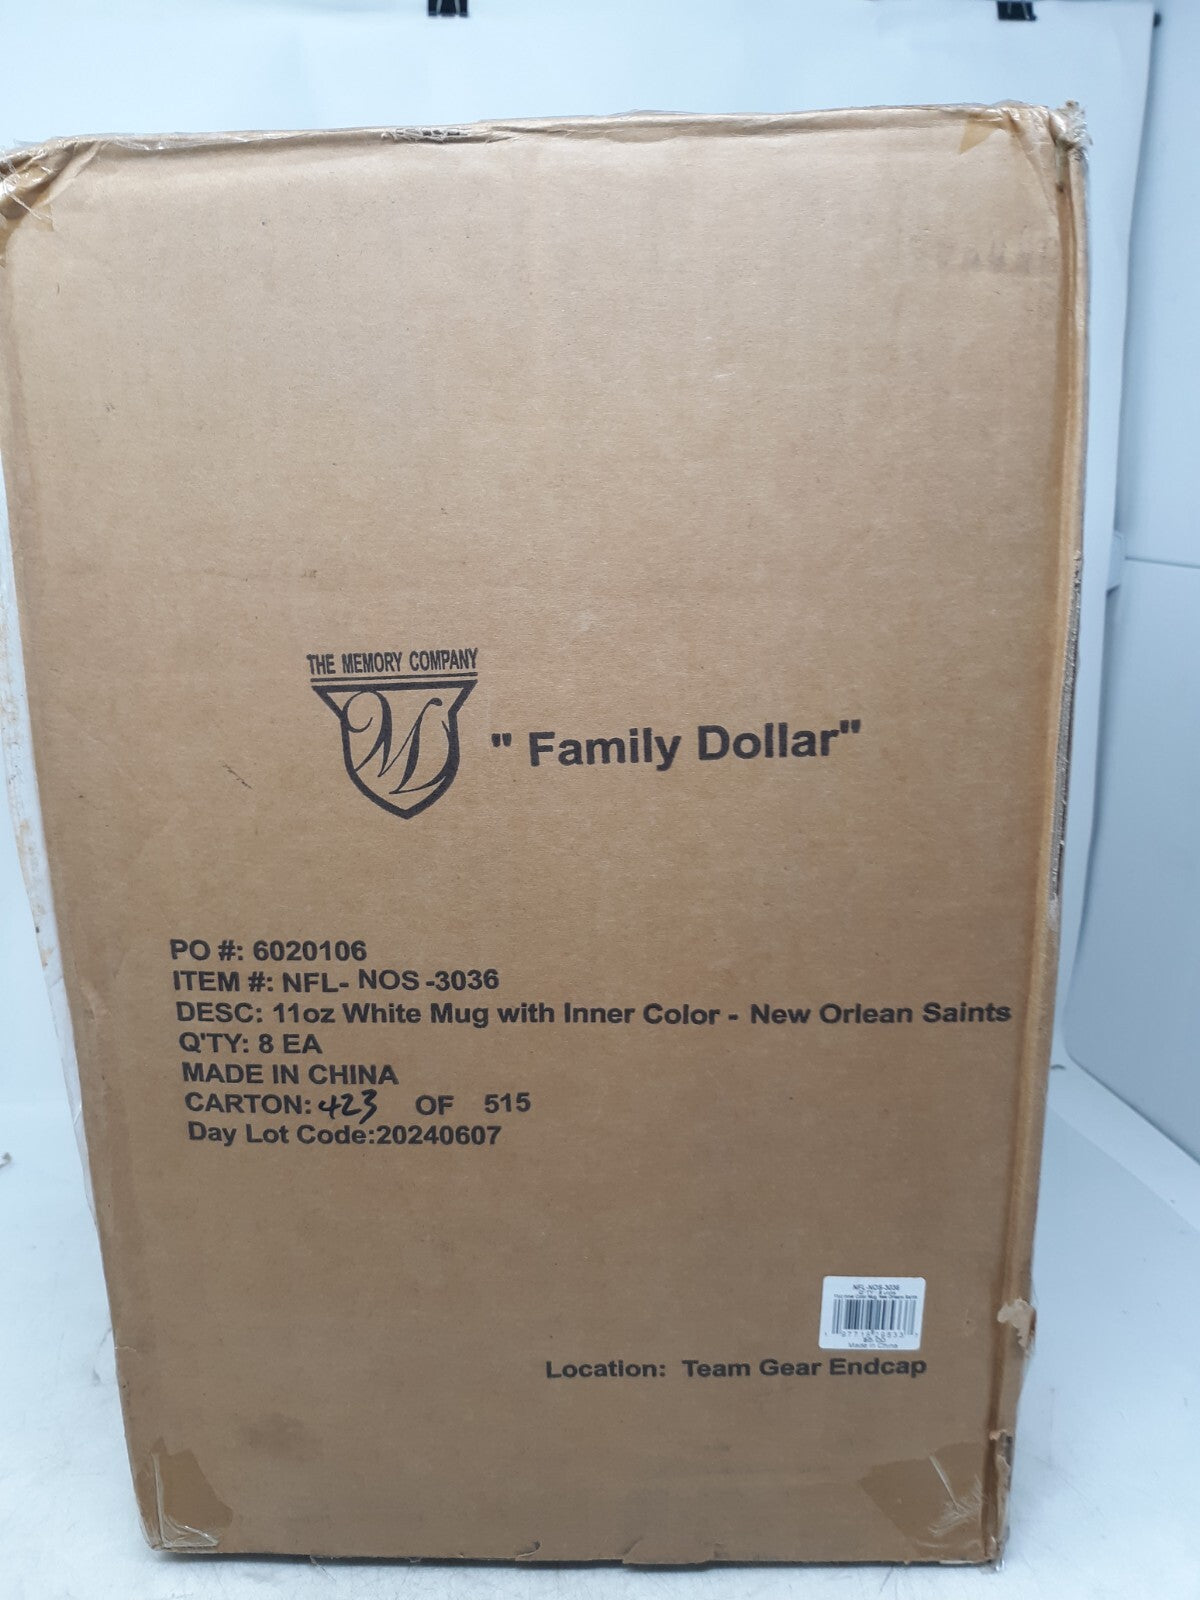 THE MEMORY COMPANY
M
" Family Dollar"
PO #: 6020106
ITEM #: NFL- NOS -3036
DESC: 11oz White Mug with Inner Color - New Orlean Saints
Q'TY: 8 EA
MADE IN CHINA
CARTON: 423 OF 515
Day Lot Code:20240607
NFL-NOS-3036
Made in China
Location: Team Gear Endcap